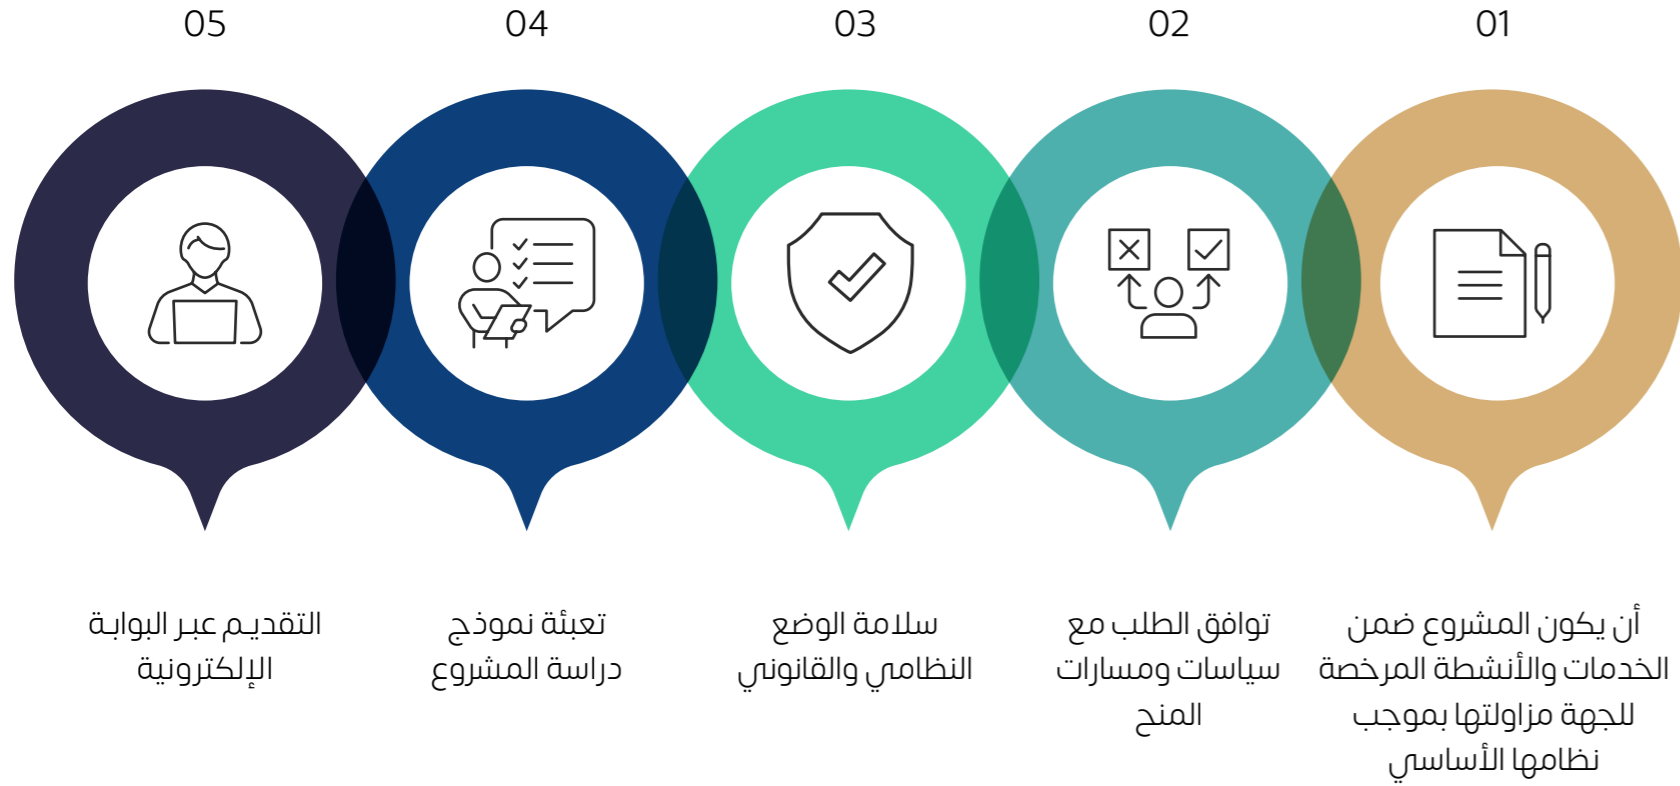 01
أن يكون المشروع ضمن
الخدمات والأنشطة المرخصة
للجهة مزاولتها بموجب
نظامها الأساسي
02
توافق الطلب مع
سياسات ومسارات
المنح
03
سلامة الوضع
النظامي والقانوني
04
تعبئة نموذج
دراسة المشروع
05
التقديم عبر البوابة
الإلكترونية